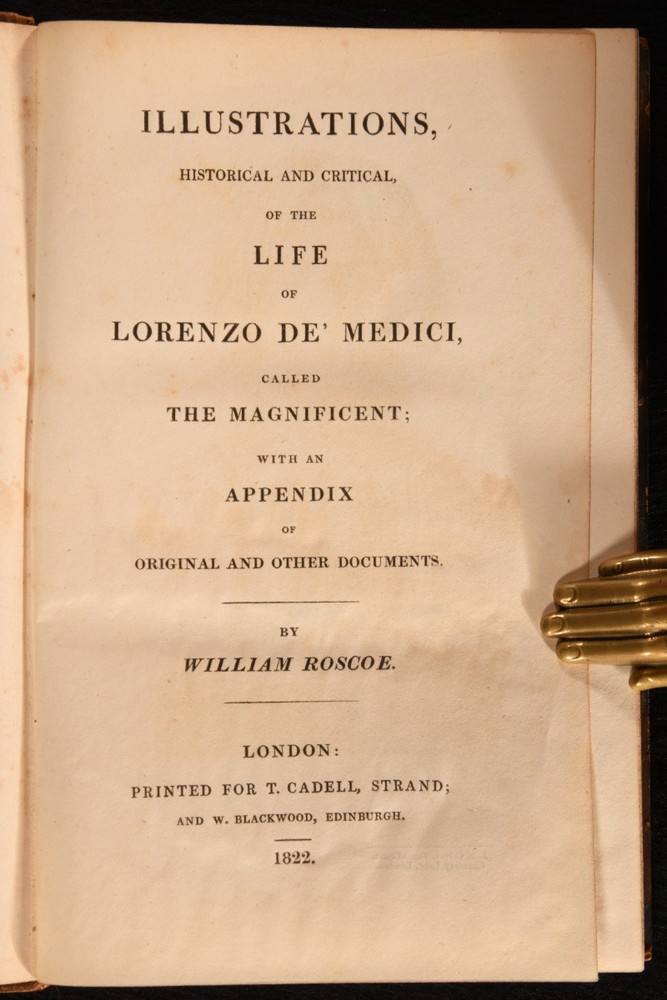 ILLUSTRATIONS,
HISTORICAL AND CRITICAL,
OF THE
LIFE
OF
LORENZO DE' MEDICI,
CALLED
THE MAGNIFICENT;
WITH AN
APPENDIX
OF
ORIGINAL AND OTHER DOCUMENTS.
BY
WILLIAM ROSCOE.
LONDON:
PRINTED FOR T. CADELL, STRAND;
AND W. BLACKWOOD, EDINBURGH.
1822.